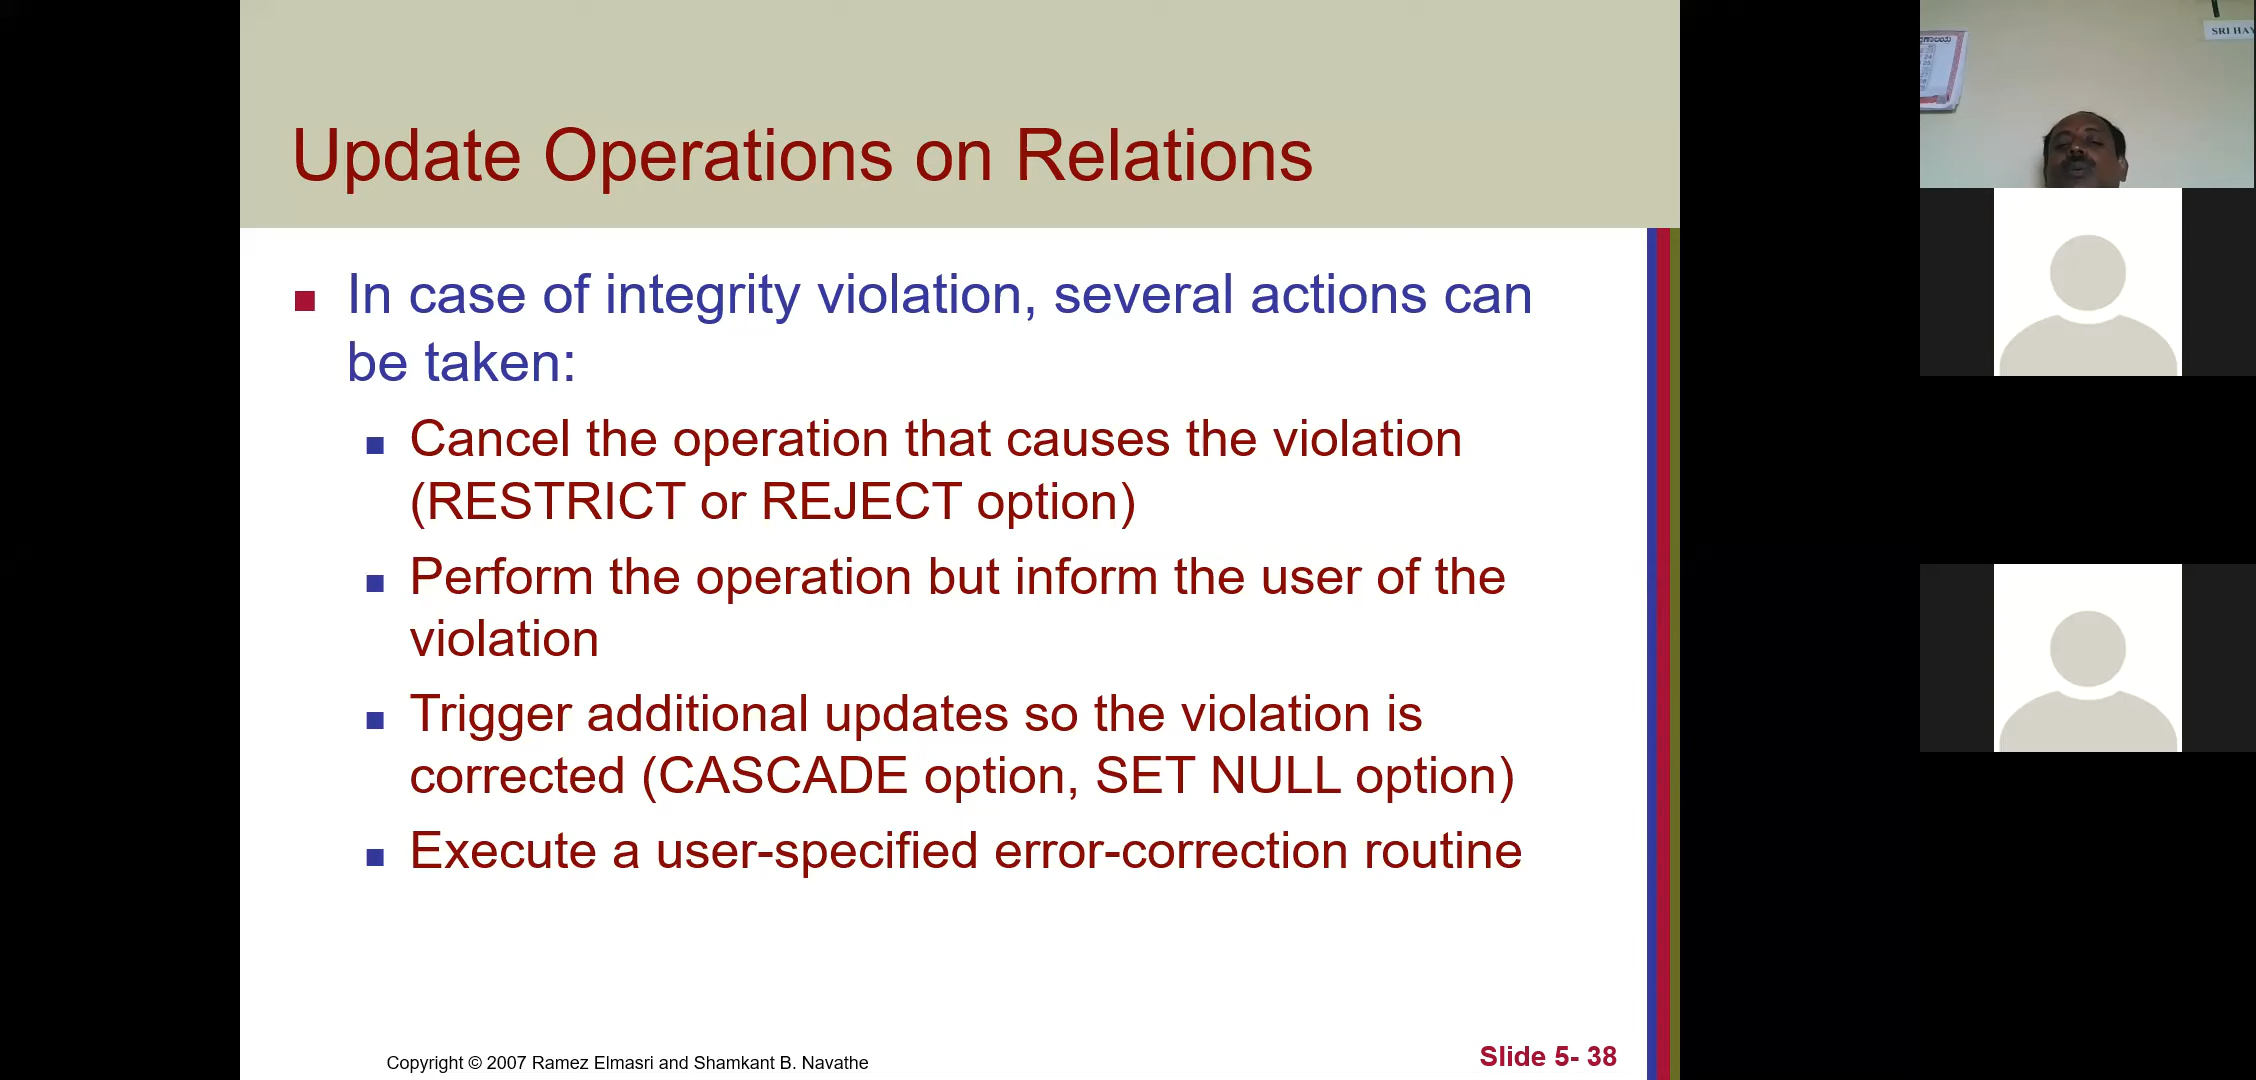 Update Operations on Relations
In case of integrity violation, several actions can
be taken:
Cancel the operation that causes the violation
(RESTRICT or REJECT option)
Perform the operation but inform the user of the
violation
Trigger additional updates so the violation is
corrected (CASCADE option, SET NULL option)
Execute a user-specified error-correction routine
Copyright © 2007 Ramez Elmasri and Shamkant B. Navathe
Slide 5- 38
SRI